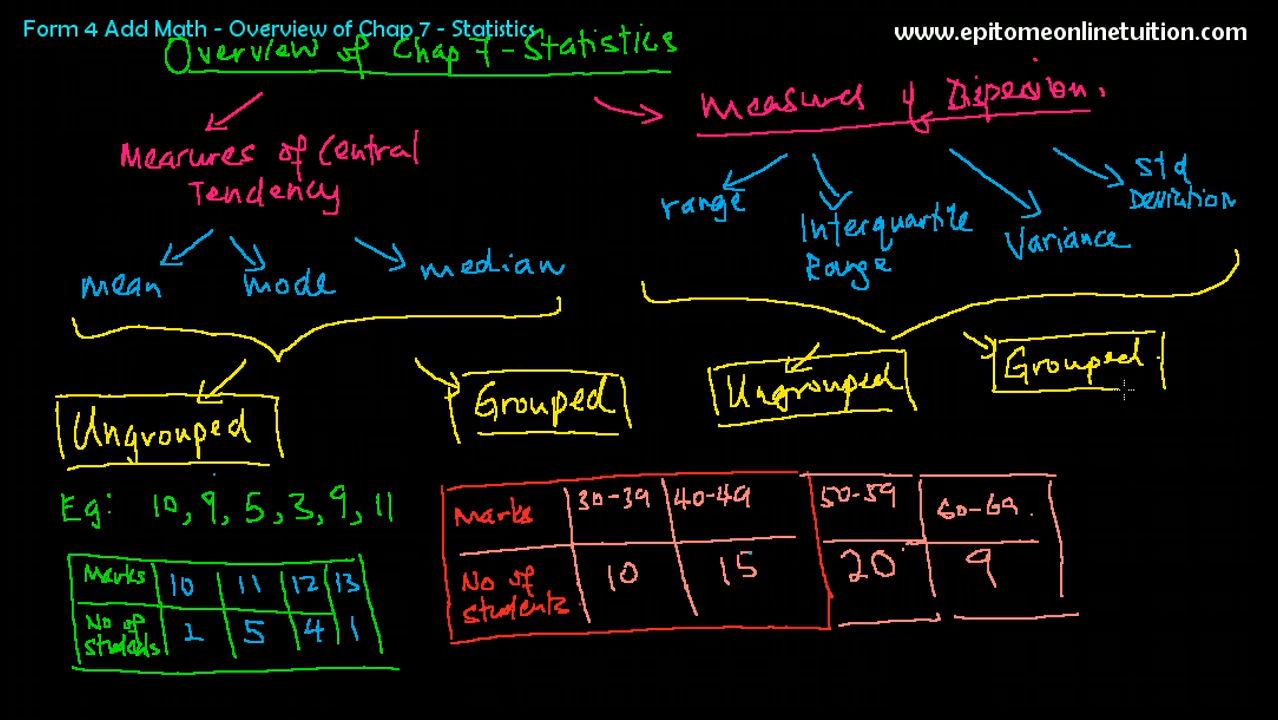 Form 4 Add Math - Overview of Chap 7 - Statistics
www.epitomeonlinetuition.com
Overview of Chap 7 - Statistics
Measures of Central
Tendency
mean
mode
median
Measures of Dispersion.
range
Interquartile
Range
Variance
Std
Deviation
Ungrouped
Grouped
Ungrouped
Grouped
Eg: 10, 9, 5, 3, 9, 11
Marks 10 11 12 13
No of
students 2 5 4 1
Marks 30-39 40-49 50-59 60-69
No of
students 10 15 20 9